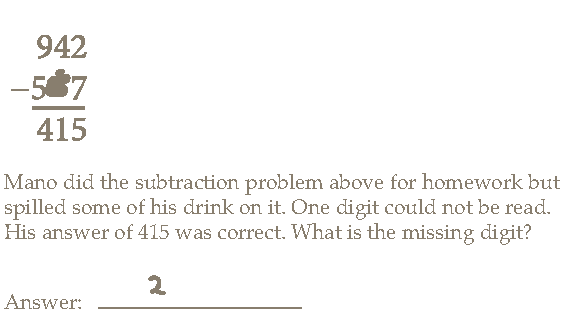 942
−5 7
415
Mano did the subtraction problem above for homework but
spilled some of his drink on it. One digit could not be read.
His answer of 415 was correct. What is the missing digit?
2
Answer: